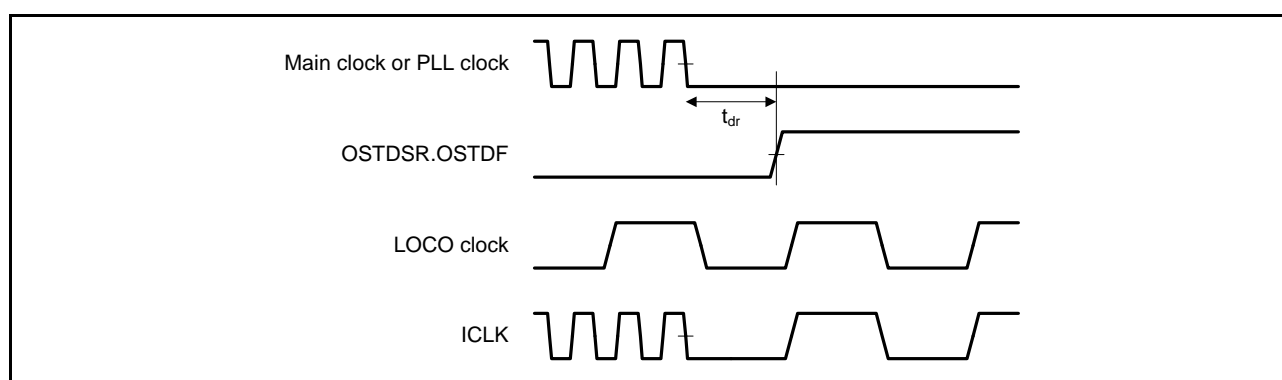 Main clock or PLL clock
tdr
OSTDSR.OSTDF
LOCO clock
ICLK